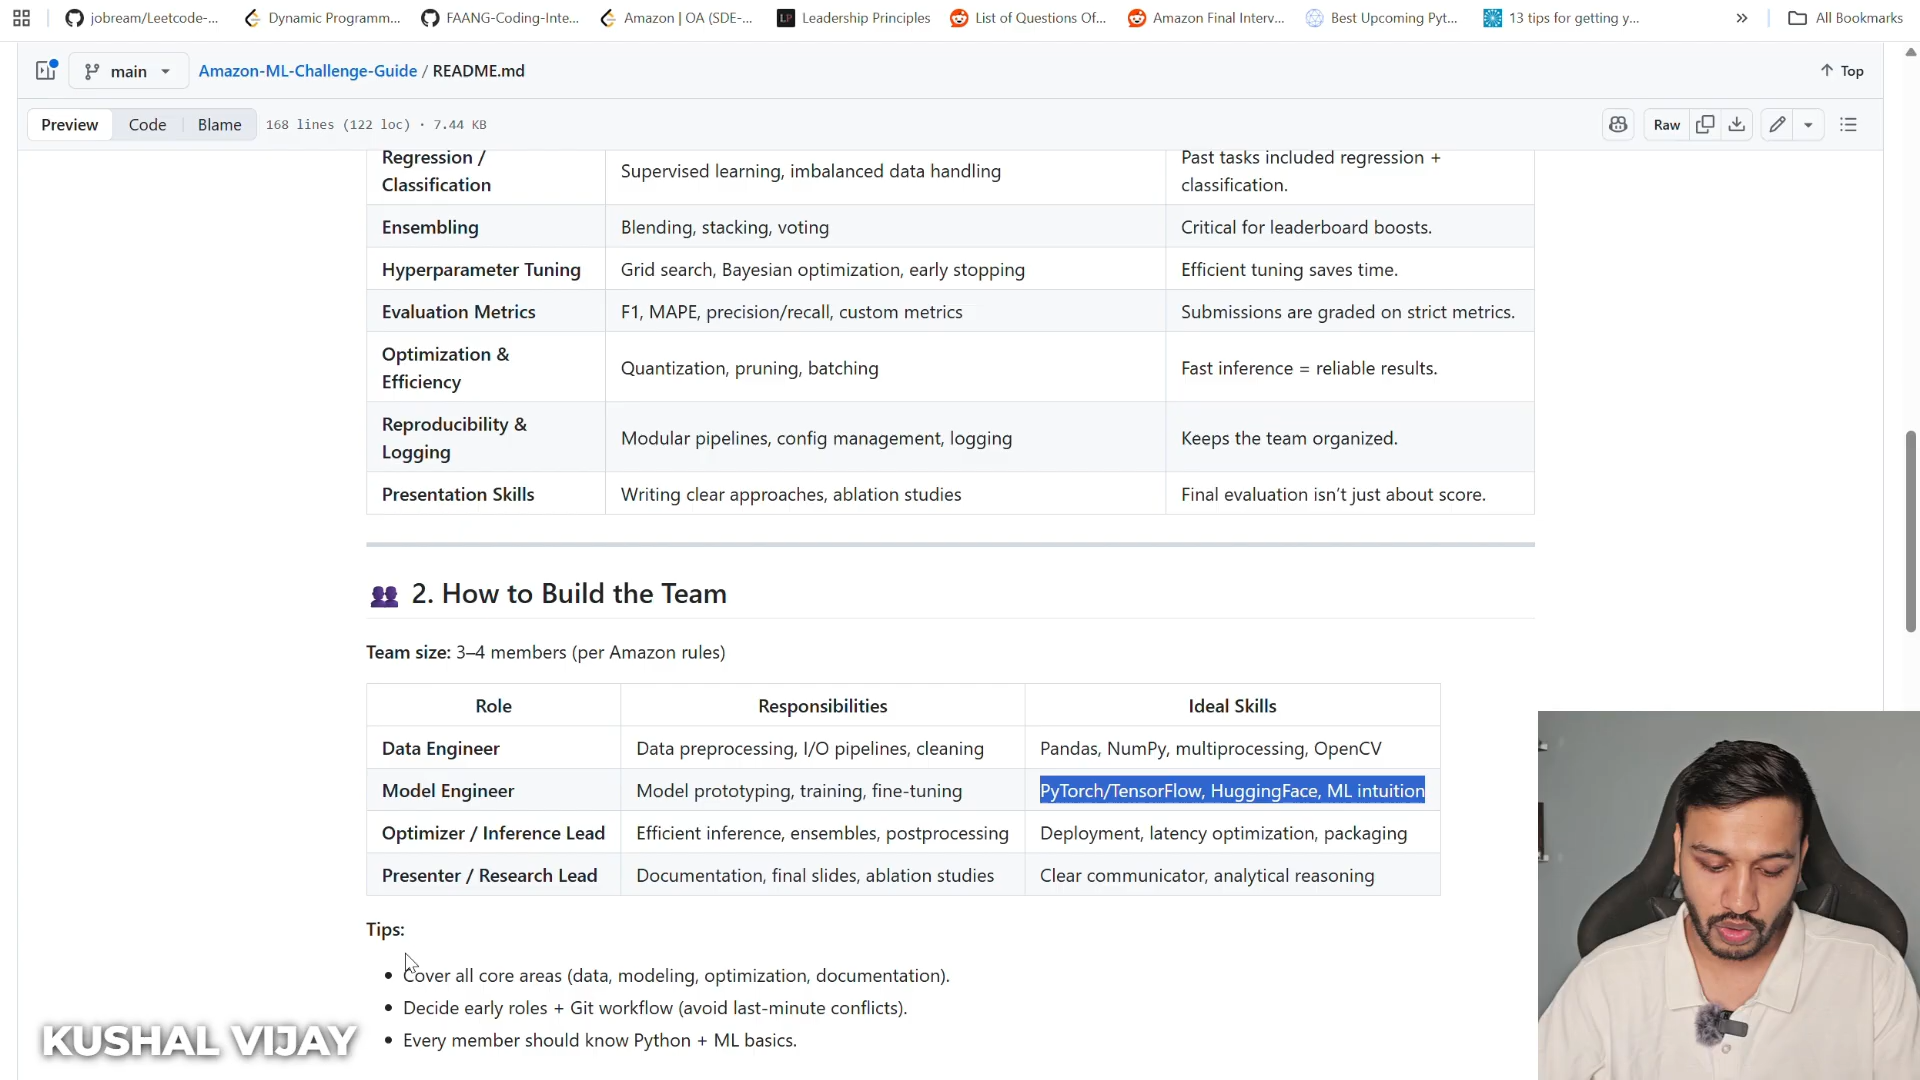 jobream/Leetcode-...
Dynamic Programm...
FAANG-Coding-Inte...
Amazon | OA (SDE-...
LP Leadership Principles
List of Questions Of...
Amazon Final Interv...
Best Upcoming Pyt...
13 tips for getting y...
»
All Bookmarks
main
Amazon-ML-Challenge-Guide / README.md
Top
Preview
Code
Blame
168 lines (122 loc) · 7.44 KB
Raw
Regression /
Classification
Supervised learning, imbalanced data handling
Past tasks included regression +
classification.
Ensembling
Blending, stacking, voting
Critical for leaderboard boosts.
Hyperparameter Tuning
Grid search, Bayesian optimization, early stopping
Efficient tuning saves time.
Evaluation Metrics
F1, MAPE, precision/recall, custom metrics
Submissions are graded on strict metrics.
Optimization &
Efficiency
Quantization, pruning, batching
Fast inference = reliable results.
Reproducibility &
Logging
Modular pipelines, config management, logging
Keeps the team organized.
Presentation Skills
Writing clear approaches, ablation studies
Final evaluation isn't just about score.
2. How to Build the Team
Team size: 3–4 members (per Amazon rules)
Role
Responsibilities
Ideal Skills
Data Engineer
Data preprocessing, I/O pipelines, cleaning
Pandas, NumPy, multiprocessing, OpenCV
Model Engineer
Model prototyping, training, fine-tuning
PyTorch/TensorFlow, HuggingFace, ML intuition
Optimizer / Inference Lead
Efficient inference, ensembles, postprocessing
Deployment, latency optimization, packaging
Presenter / Research Lead
Documentation, final slides, ablation studies
Clear communicator, analytical reasoning
Tips:
• Cover all core areas (data, modeling, optimization, documentation).
• Decide early roles + Git workflow (avoid last-minute conflicts).
• Every member should know Python + ML basics.
KUSHAL VIJAY